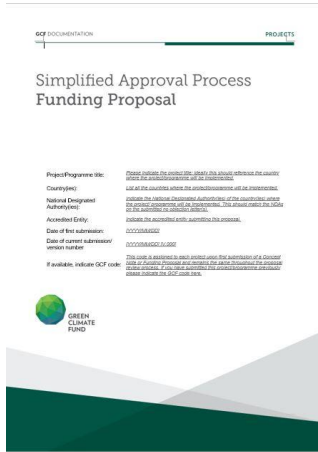 GCF DOCUMENTATION
PROJECTS
Simplified Approval Process
Funding Proposal
Project/Programme title:
Please indicate the project title; ideally this should reference the country
where the project/programme will be implemented.
Country(ies):
List all the countries where the project/programme will be implemented.
National Designated
Authority(ies):
Indicate the National Designated Authority(ies) of the country(ies) where
the project/ programme will be implemented. This should match the NDAs
on the submitted no objection letter(s).
Accredited Entity:
Indicate the accredited entity submitting this proposal.
Date of first submission:
[YYYY/MM/DD]
Date of current submission/
version number
[YYYY/MM/DD] [V.000]
If available, indicate GCF code:
This code is assigned to each project upon first submission of a Concept
Note or Funding Proposal and remains the same throughout the proposal
review process. If you have submitted this project/programme previously
please indicate the GCF code here.
GREEN
CLIMATE
FUND